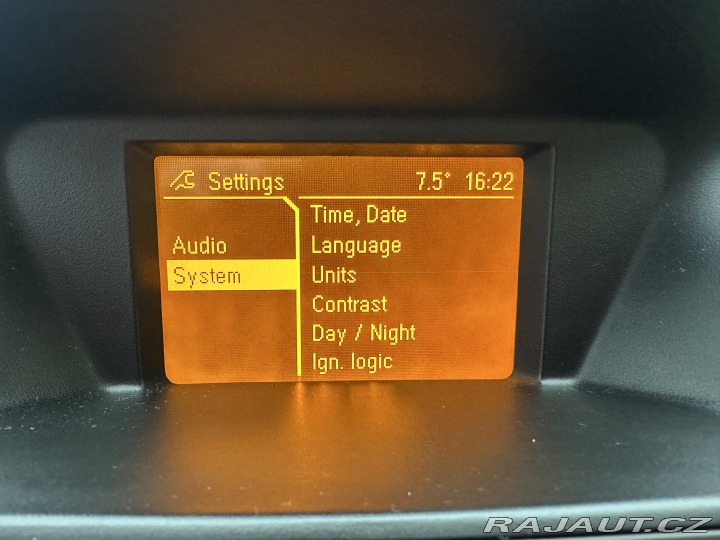 Settings 7.5° 16:22
Audio
System
Time, Date
Language
Units
Contrast
Day / Night
Ign. logic
RAJAUT.CZ